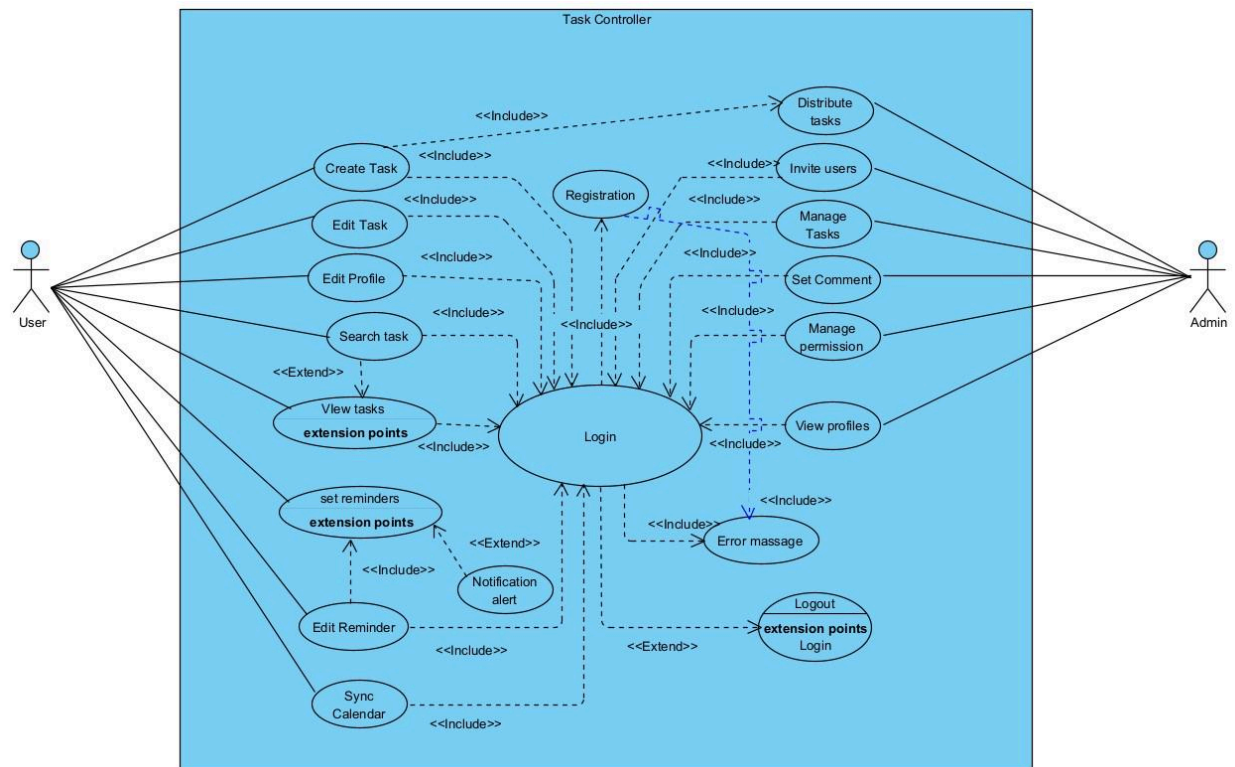 Task Controller
Distribute
tasks
<<Include>>
Create Task
<<Include>>
<<Include>>
Invite users
Registration
Edit Task
<<Include>>
Manage
Tasks
Edit Profile
<<Include>>
<<Include>>
Set Comment
User
Admin
Search task
<<Include>>
<<Include>>
<<Include>>
Manage
permission
<<Extend>>
VIew tasks
extension points
<<Include>>
Login
View profiles
<<Include>>
set reminders
extension points
<<Include>>
<<Extend>>
<<Include>>
Error massage
<<Include>>
Notification
alert
Edit Reminder
<<Include>>
<<Extend>>
Logout
extension points
Login
Sync
Calendar
<<Include>>